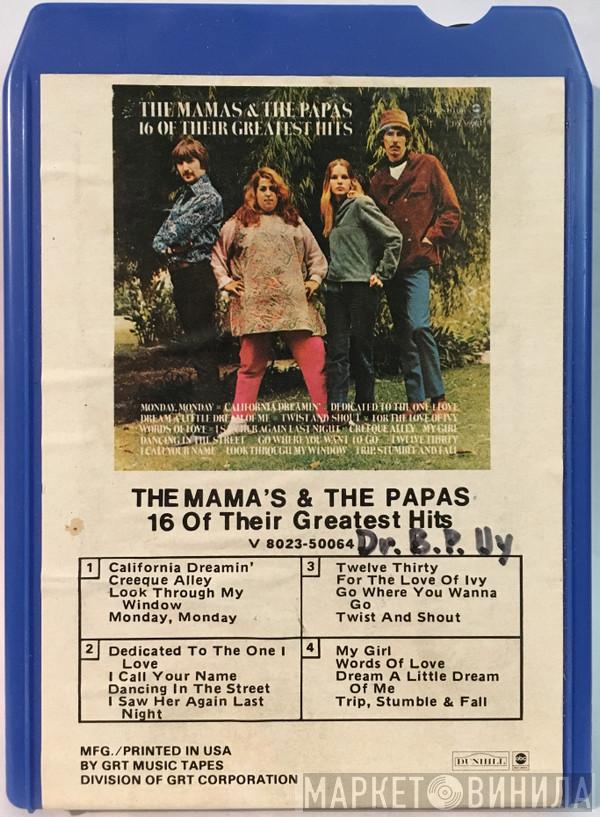 THE MAMAS & THE PAPAS
16 OF THEIR GREATEST HITS
MONDAY, MONDAY • CALIFORNIA DREAMIN' • DEDICATED TO THE ONE I LOVE
DREAM A LITTLE DREAM OF ME • TWIST AND SHOUT • FOR THE LOVE OF IVY
WORDS OF LOVE • I SAW HER AGAIN LAST NIGHT • CREEQUE ALLEY • MY GIRL
DANCING IN THE STREET • GO WHERE YOU WANT TO GO • TWELVE THIRTY
I CALL YOUR NAME • LOOK THROUGH MY WINDOW • TRIP, STUMBLE AND FALL
THE MAMA'S & THE PAPAS
16 Of Their Greatest Hits
V 8023-50064 Dr. B.P. Uy
1 California Dreamin'
Creeque Alley
Look Through My
Window
Monday, Monday
3 Twelve Thirty
For The Love Of Ivy
Go Where You Wanna
Go
Twist And Shout
2 Dedicated To The One I
Love
I Call Your Name
Dancing In The Street
I Saw Her Again Last
Night
4 My Girl
Words Of Love
Dream A Little Dream
Of Me
Trip, Stumble & Fall
MFG./PRINTED IN USA
BY GRT MUSIC TAPES
DIVISION OF GRT CORPORATION
DUNHILL abc
МАРКЕТОВИНИЛА